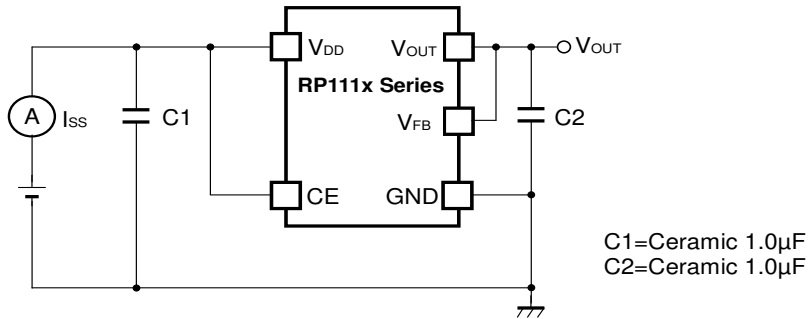 VDD
VOUT
VOUT
RP111x Series
A
ISS
C1
VFB
C2
CE
GND
C1=Ceramic 1.0μF
C2=Ceramic 1.0μF